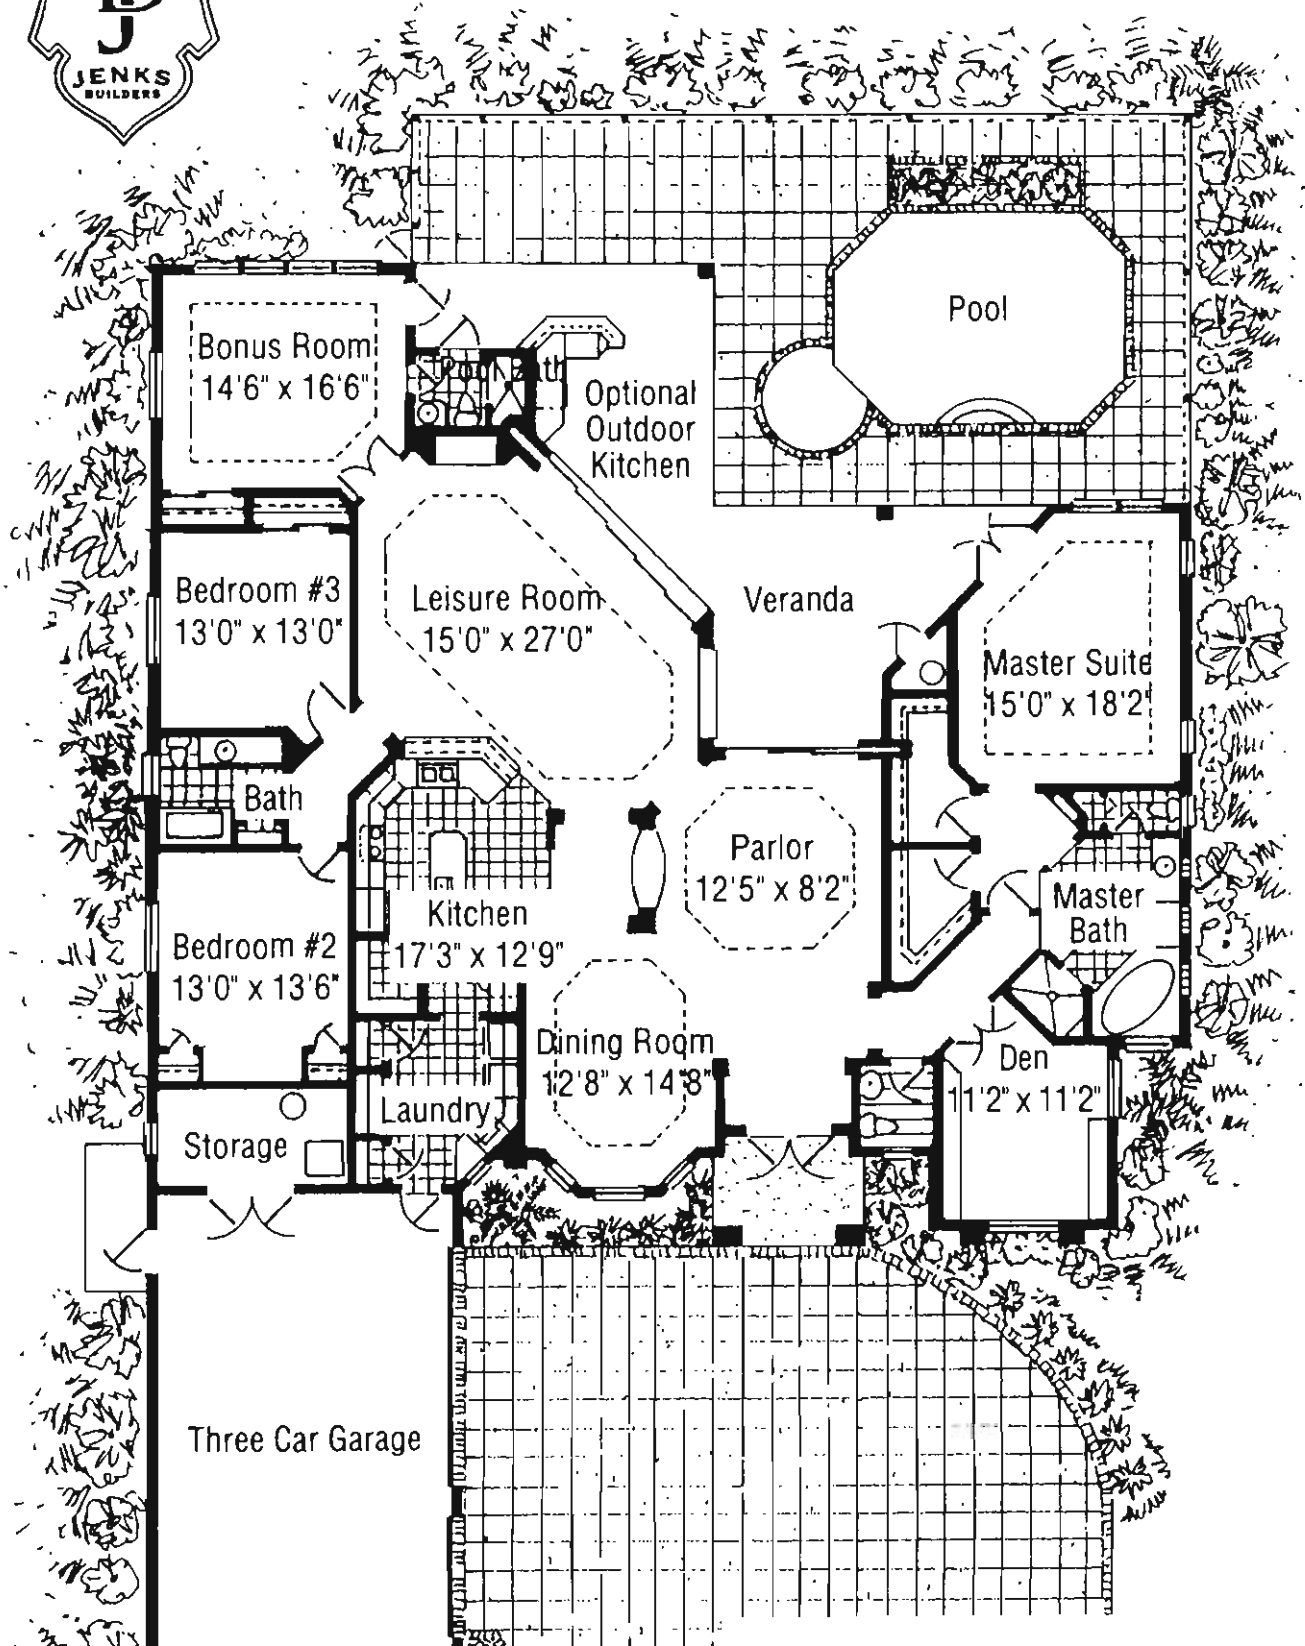 BJ
JENKS
BUILDERS
Pool
Bonus Room
14'6" x 16'6"
Optional
Outdoor
Kitchen
Bedroom #3
13'0" x 13'0"
Leisure Room
15'0" x 27'0"
Veranda
Master Suite
15'0" x 18'2"
Bath
Parlor
12'5" x 8'2"
Master
Bath
Kitchen
17'3" x 12'9"
Bedroom #2
13'0" x 13'6"
Dining Room
12'8" x 14'8"
Den
11'2" x 11'2"
Laundry
Storage
Three Car Garage